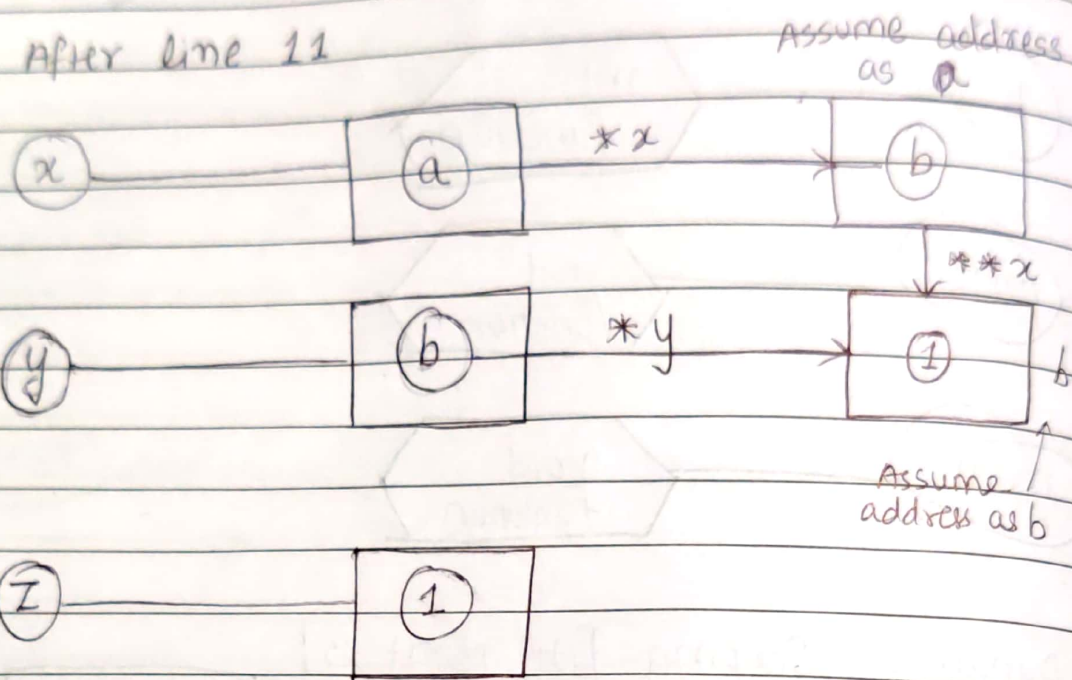 After line 11
Assume address
as a
x a **x b
**x
y b *y 1 b
Assume
address as b
z 1